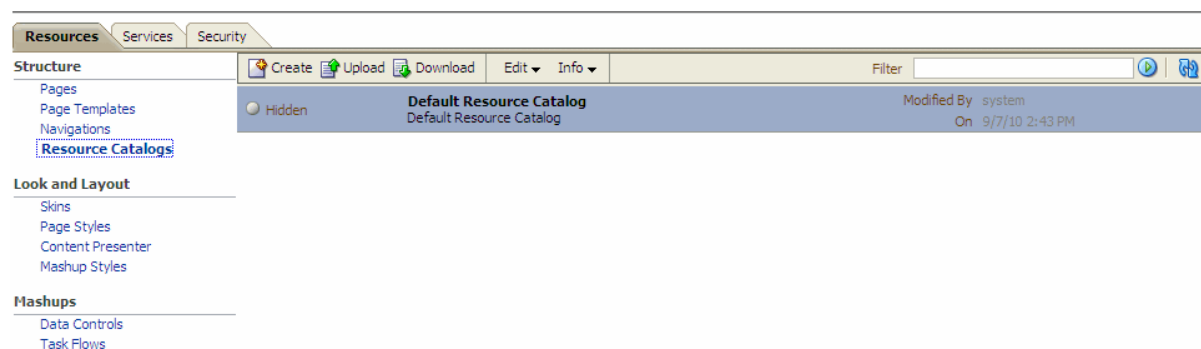 Resources Services Security
Structure
Create Upload Download Edit Info Filter
Pages
Page Templates
Navigations
Resource Catalogs
Hidden
Default Resource Catalog
Default Resource Catalog
Modified By system
On 9/7/10 2:43 PM
Look and Layout
Skins
Page Styles
Content Presenter
Mashup Styles
Mashups
Data Controls
Task Flows